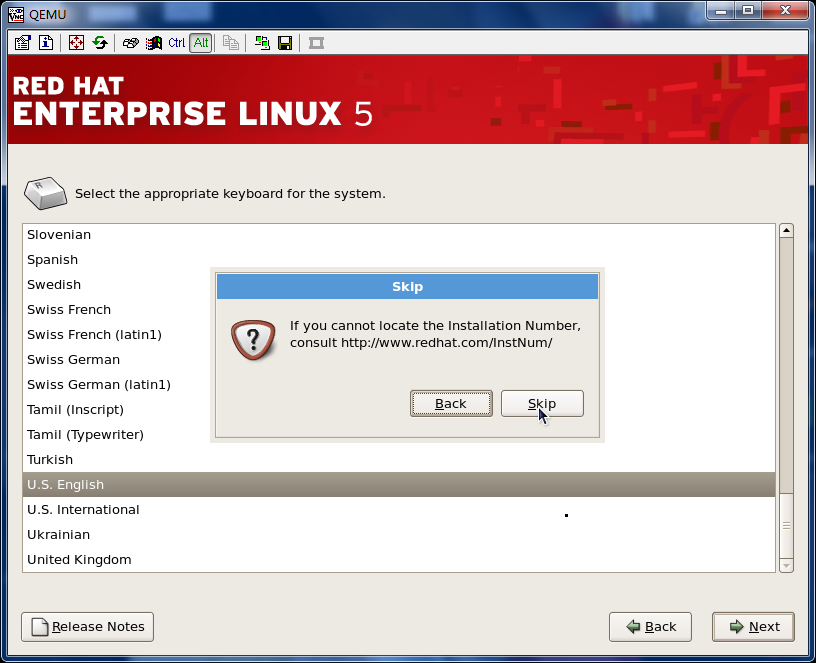 QEMU
Ctrl Alt
RED HAT
ENTERPRISE LINUX 5
R
Select the appropriate keyboard for the system.
Slovenian
Spanish
Swedish
Swiss French
Swiss French (latin1)
Swiss German
Swiss German (latin1)
Tamil (Inscript)
Tamil (Typewriter)
Turkish
U.S. English
U.S. International
Ukrainian
United Kingdom
Skip
If you cannot locate the Installation Number,
consult http://www.redhat.com/InstNum/
Back Skip
Release Notes
Back Next